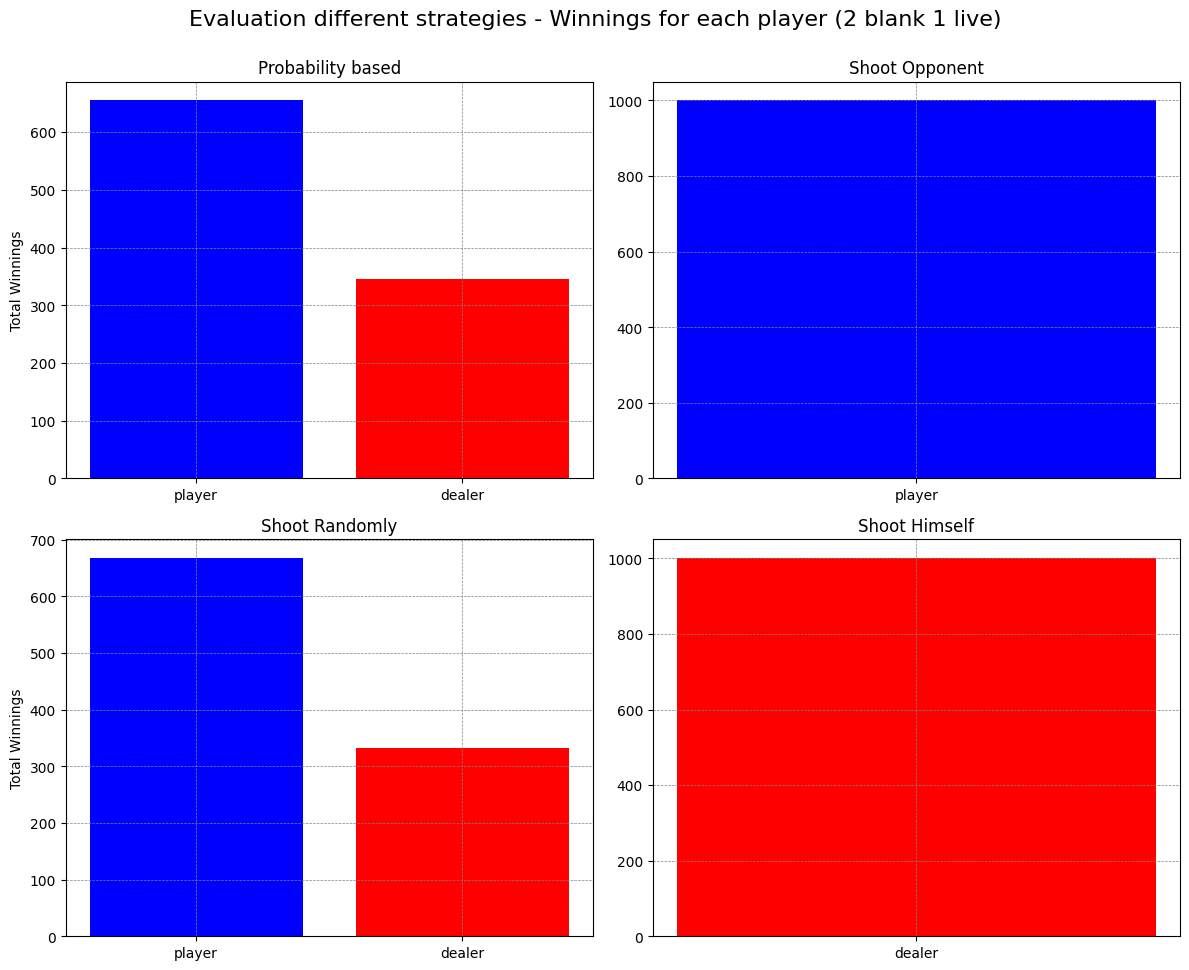 Evaluation different strategies - Winnings for each player (2 blank 1 live)
Probability based
Total Winnings
600
500
400
300
200
100
0
player dealer
Shoot Opponent
1000
800
600
400
200
0
player
Shoot Randomly
Total Winnings
700
600
500
400
300
200
100
0
player dealer
Shoot Himself
1000
800
600
400
200
0
dealer